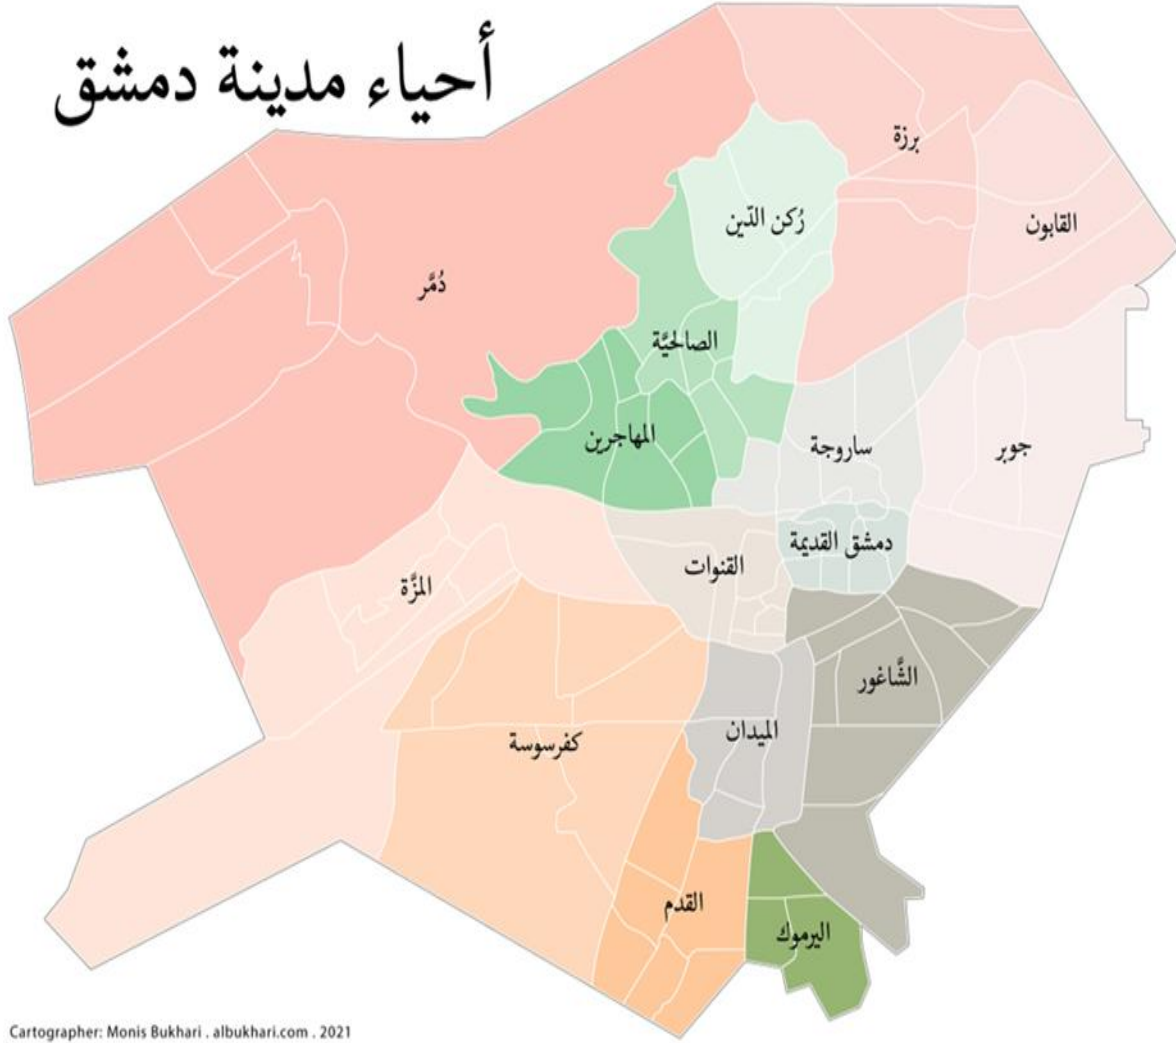 أحياء مدينة دمشق
برزة
رُكن الدّين
القابون
دُمَّر
الصالحيَّة
المهاجرين
ساروجة
جوبر
دمشق القديمة
القنوات
المزَّة
الشَّاغور
الميدان
كفرسوسة
القدم
اليرموك
Cartographer: Monis Bukhari . albukhari.com . 2021